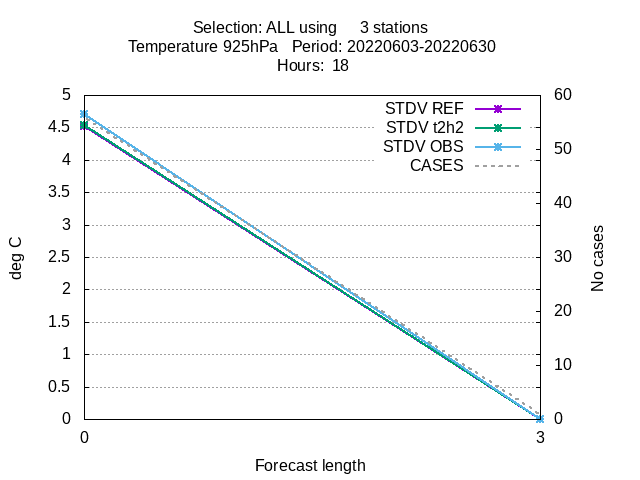 Selection: ALL using     3 stations
Temperature 925hPa   Period: 20220603-20220630
Hours:  18
5
4.5
4
3.5
3
2.5
2
1.5
1
0.5
0
deg C
STDV REF
STDV t2h2
STDV OBS
CASES
60
50
40
30
20
10
0
No cases
0
3
Forecast length